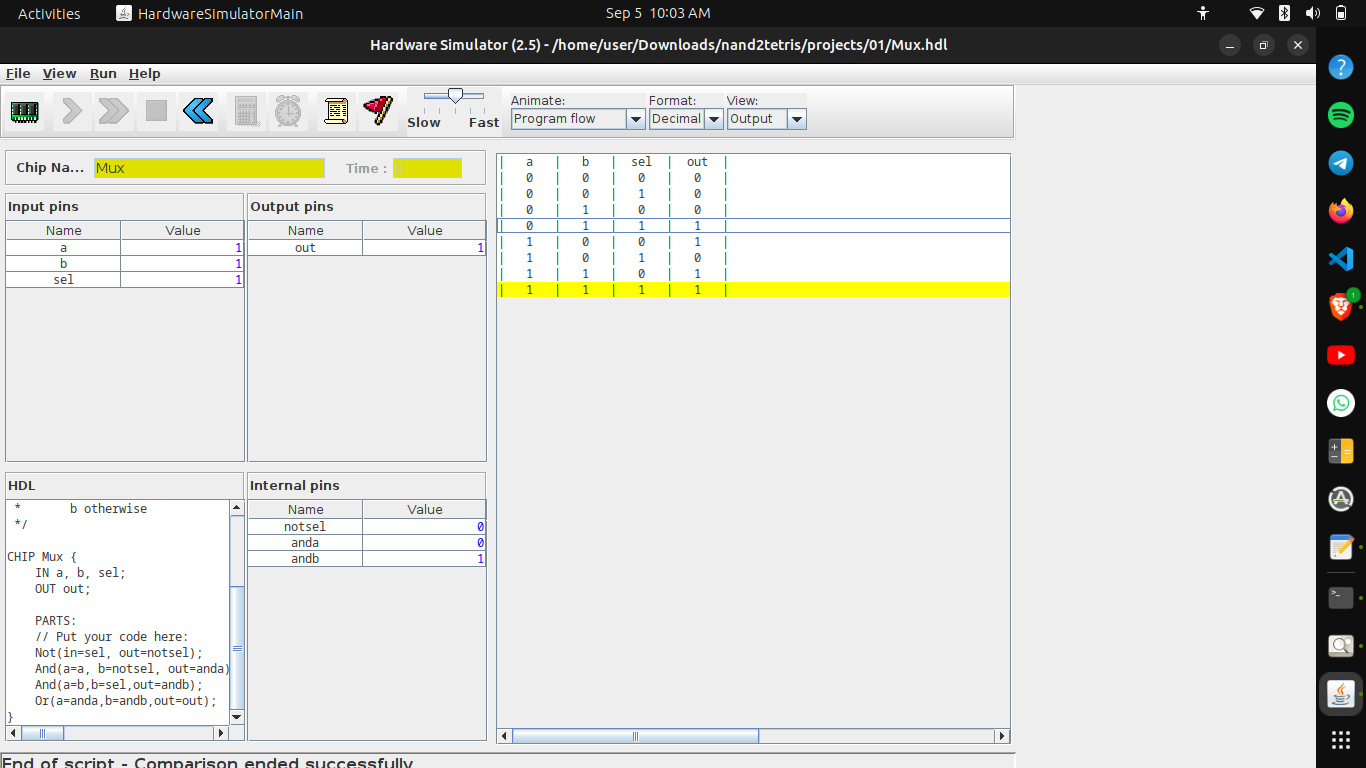 Activities HardwareSimulatorMain Sep 5 10:03 AM
Hardware Simulator (2.5) - /home/user/Downloads/nand2tetris/projects/01/Mux.hdl
File View Run Help
Slow Fast
Animate: Format: View:
Program flow Decimal Output
Chip Na... Mux Time : 0
Input pins
Name Value
a 1
b 1
sel 1
Output pins
Name Value
out 1
HDL
* b otherwise
*/
CHIP Mux {
IN a, b, sel;
OUT out;
PARTS:
// Put your code here:
Not(in=sel, out=notsel);
And(a=a, b=notsel, out=anda)
And(a=b,b=sel,out=andb);
Or(a=anda,b=andb,out=out);
}
Internal pins
Name Value
notsel 0
anda 0
andb 1
| a | b | sel | out |
| 0 | 0 | 0 | 0 |
| 0 | 0 | 1 | 0 |
| 0 | 1 | 0 | 0 |
| 0 | 1 | 1 | 1 |
| 1 | 0 | 0 | 1 |
| 1 | 0 | 1 | 0 |
| 1 | 1 | 0 | 1 |
| 1 | 1 | 1 | 1 |
End of script - Comparison ended successfully